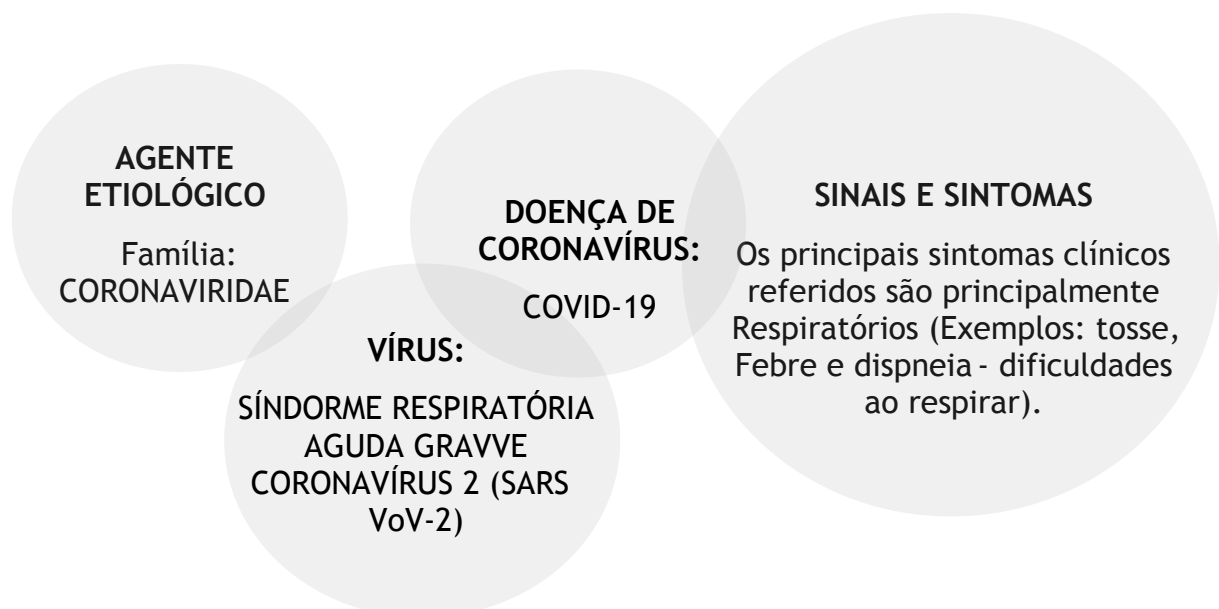 AGENTE
ETIOLÓGICO
Família:
CORONAVIRIDAE
VÍRUS:
SÍNDORME RESPIRATÓRIA
AGUDA GRAVVE
CORONAVÍRUS 2 (SARS
VoV-2)
DOENÇA DE
CORONAVÍRUS:
COVID-19
SINAIS E SINTOMAS
Os principais sintomas clínicos
referidos são principalmente
Respiratórios (Exemplos: tosse,
Febre e dispneia - dificuldades
ao respirar).